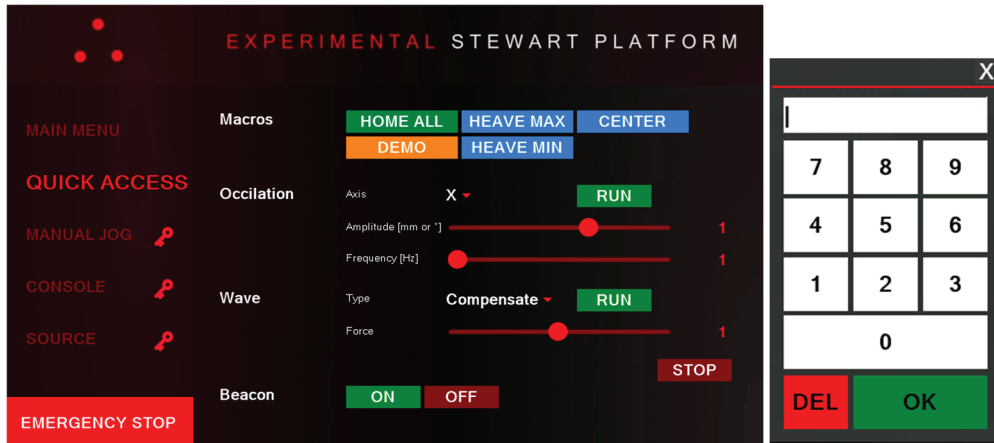 EXPERIMENTAL STEWART PLATFORM
MAIN MENU
QUICK ACCESS
MANUAL JOG
CONSOLE
SOURCE
EMERGENCY STOP
Macros
HOME ALL HEAVE MAX CENTER
DEMO HEAVE MIN
Occilation
Axis X RUN
Amplitude [mm or °] 1
Frequency [Hz] 1
Wave
Type Compensate RUN
Force 1
STOP
Beacon ON OFF
X
7 8 9
4 5 6
1 2 3
0
DEL OK